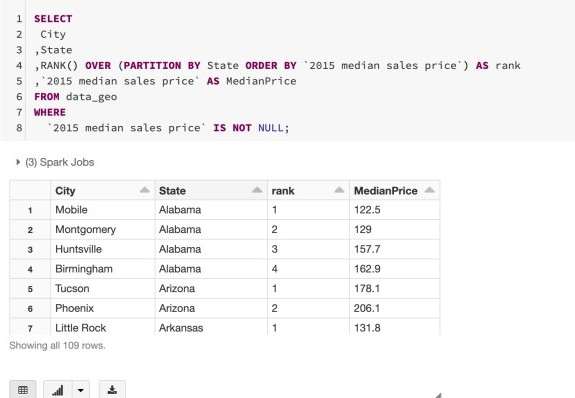 1 SELECT
2 City
3 ,State
4 ,RANK() OVER (PARTITION BY State ORDER BY `2015 median sales price`) AS rank
5 ,`2015 median sales price` AS MedianPrice
6 FROM data_geo
7 WHERE
8 `2015 median sales price` IS NOT NULL;
(3) Spark Jobs
City State rank MedianPrice
1 Mobile Alabama 1 122.5
2 Montgomery Alabama 2 129
3 Huntsville Alabama 3 157.7
4 Birmingham Alabama 4 162.9
5 Tucson Arizona 1 178.1
6 Phoenix Arizona 2 206.1
7 Little Rock Arkansas 1 131.8
Showing all 109 rows.